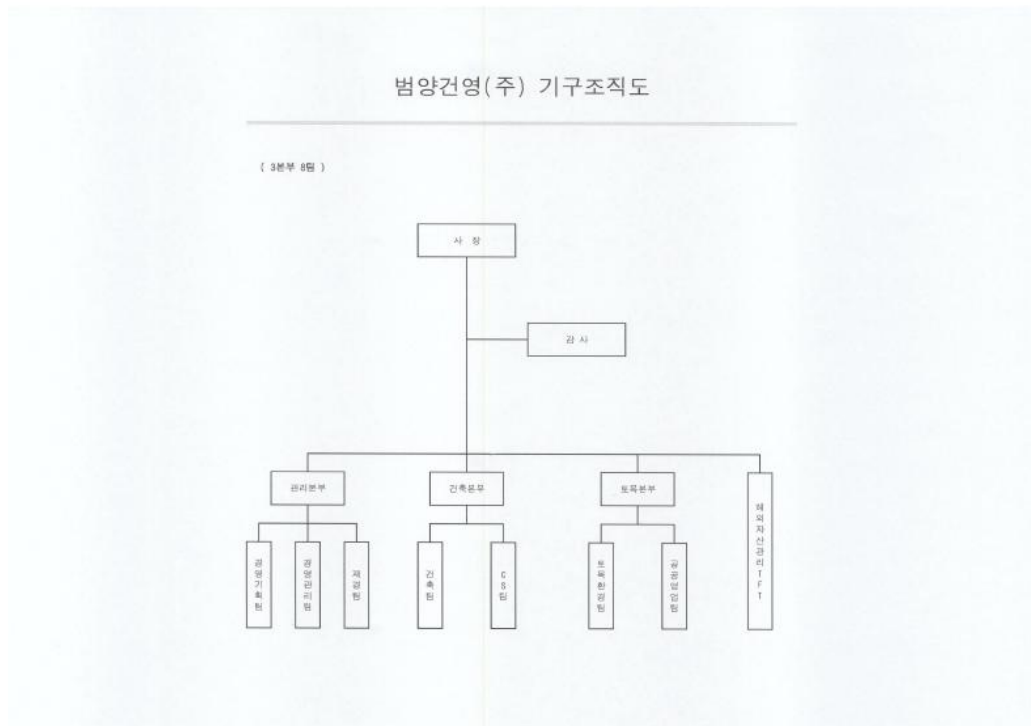 범양건영(주) 기구조직도
( 3본부 8팀 )
사 장
감 사
관리본부
건축본부
토목본부
경영기획팀
경영관리팀
재경팀
건축팀
CS팀
토목환경팀
공공영업팀
해외자산관리TFT